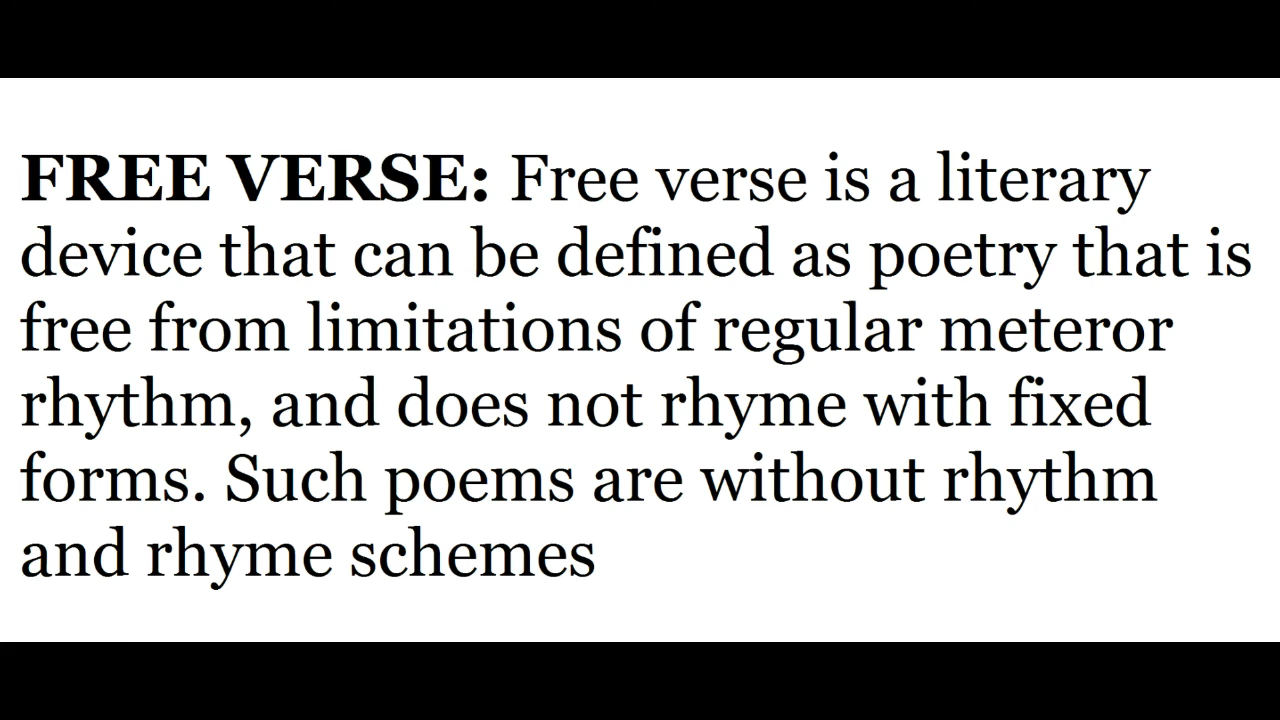 FREE VERSE: Free verse is a literary
device that can be defined as poetry that is
free from limitations of regular meteror
rhythm, and does not rhyme with fixed
forms. Such poems are without rhythm
and rhyme schemes